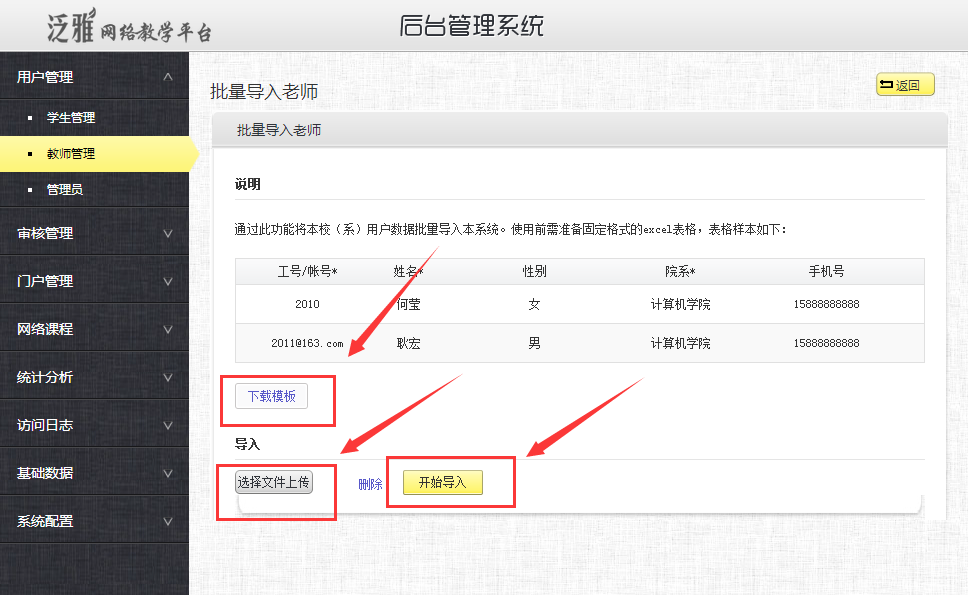 泛雅网络教学平台
后台管理系统
用户管理
学生管理
教师管理
管理员
审核管理
门户管理
网络课程
统计分析
访问日志
基础数据
系统配置
批量导入老师
返回
批量导入老师
说明
通过此功能将本校（系）用户数据批量导入本系统。使用前需准备固定格式的excel表格，表格样本如下：
工号/帐号* 姓名* 性别 院系* 手机号
2010 何莹 女 计算机学院 15888888888
2011@163.com 耿宏 男 计算机学院 15888888888
下载模板
导入
选择文件上传 删除 开始导入